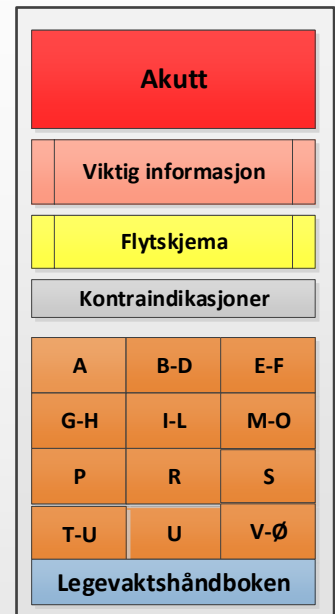 Akutt
Viktig informasjon
Flytskjema
Kontraindikasjoner
A B-D E-F
G-H I-L M-O
P R S
T-U U V-Ø
Legevaktshåndboken